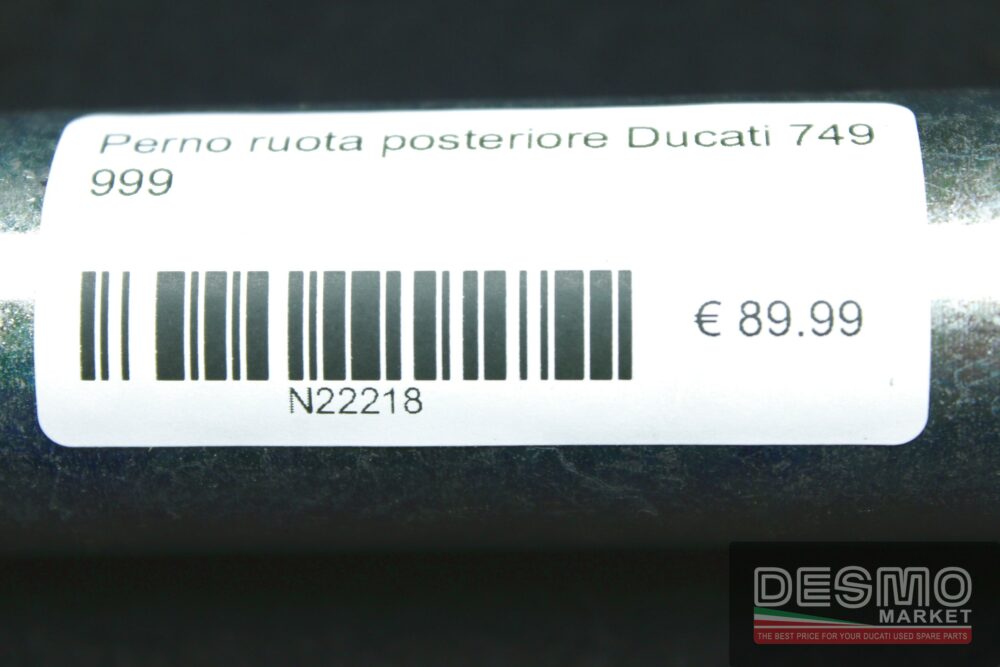 Perno ruota posteriore Ducati 749
999
€ 89.99
N22218
DESMO
MARKET
THE BEST PRICE FOR YOUR DUCATI USED SPARE PARTS